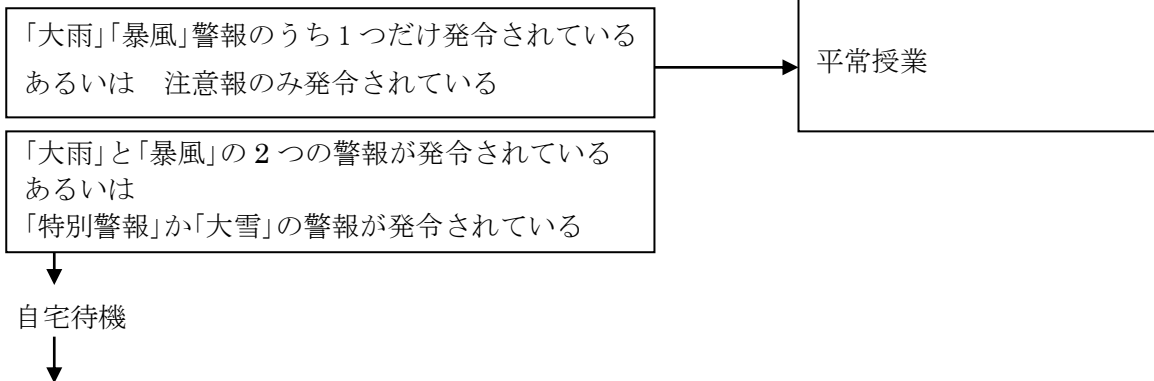 「大雨」「暴風」警報のうち1つだけ発令されている
あるいは　注意報のみ発令されている
平常授業
「大雨」と「暴風」の2つの警報が発令されている
あるいは
「特別警報」か「大雪」の警報が発令されている
自宅待機